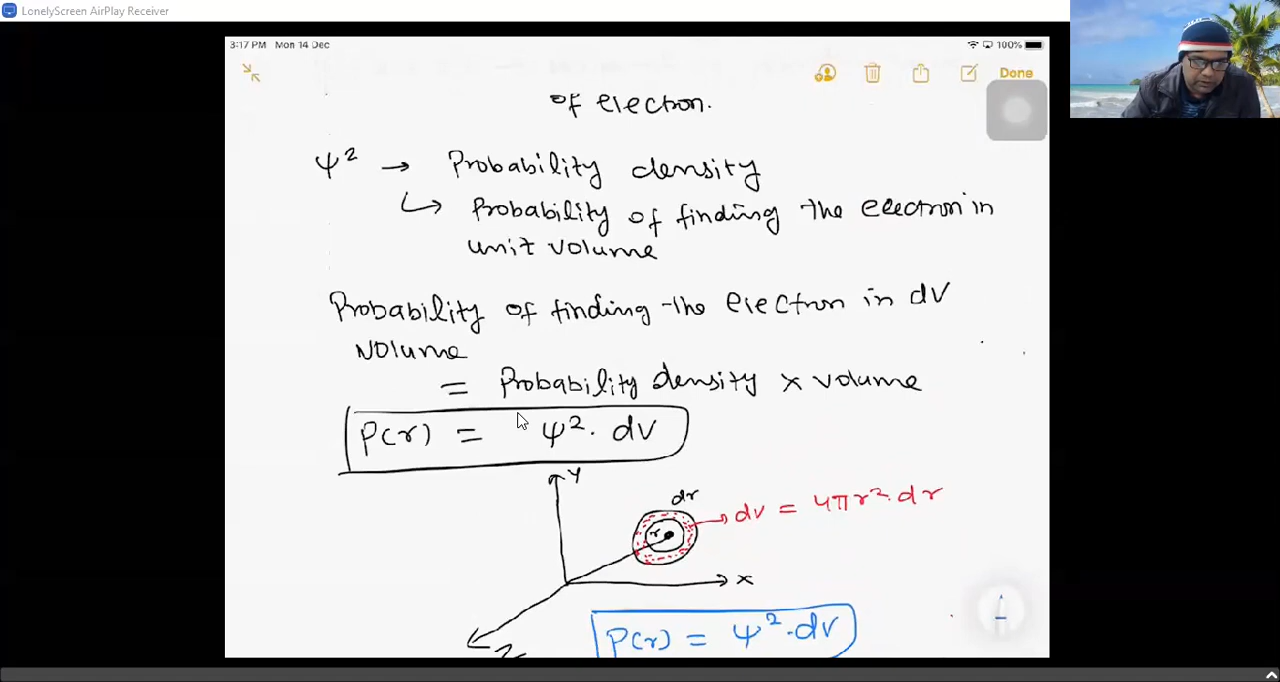 LonelyScreen AirPlay Receiver
3:17 PM Mon 14 Dec
100%
Done
of electron.
ψ² → Probability density
↳ Probability of finding the electron in
unit volume
Probability of finding the electron in dV
volume
= Probability density × volume
P(r) = ψ². dV
Y
dr
r
dV = 4πr². dr
X
Z
P(r) = ψ². dV